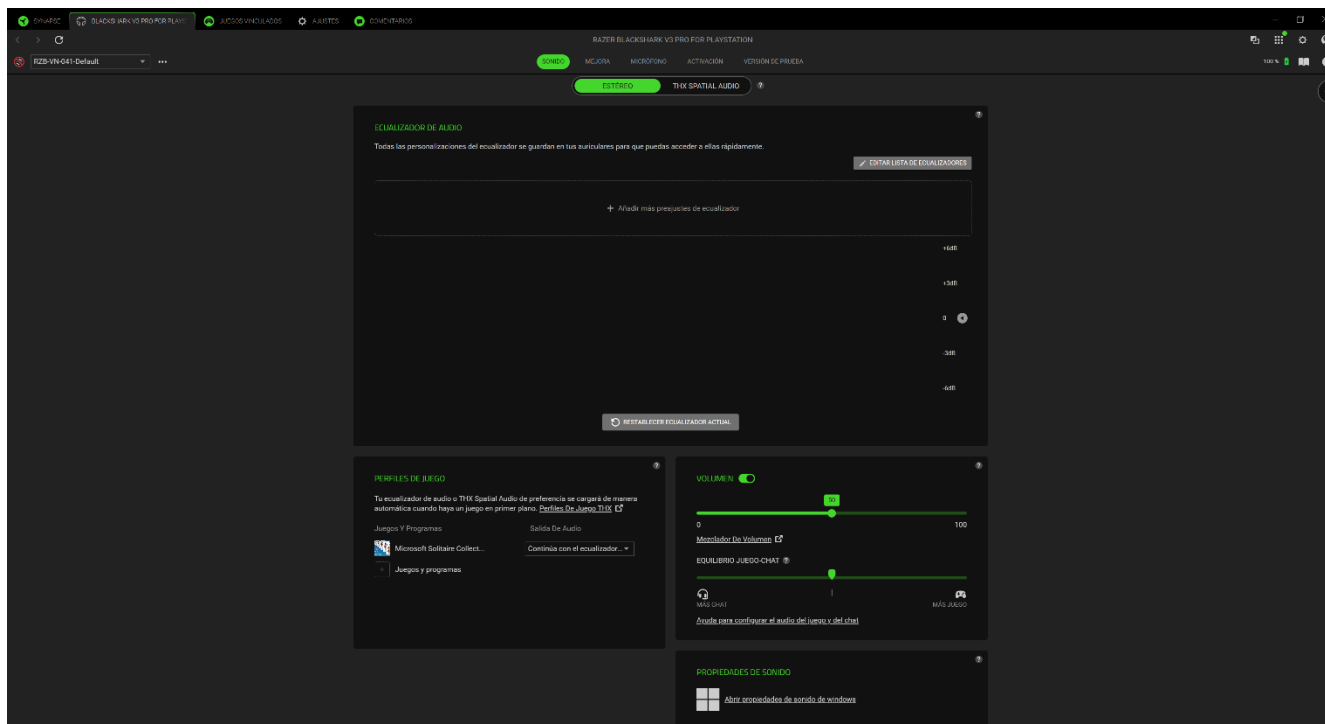 SYNAPSE
BLACKSHARK V3 PRO FOR PLAYST
JUEGOS VINCULADOS
AJUSTES
COMENTARIOS
RAZER BLACKSHARK V3 PRO FOR PLAYSTATION
RZB-VN-041-Default
SONIDO
MEJORA
MICRÓFONO
ACTIVACIÓN
VERSIÓN DE PRUEBA
100 %
ESTÉREO
THX SPATIAL AUDIO
?
?
ECUALIZADOR DE AUDIO
Todas las personalizaciones del ecualizador se guardan en tus auriculares para que puedas acceder a ellas rápidamente.
EDITAR LISTA DE ECUALIZADORES
+ Añadir más preajustes de ecualizador
+6dB
+3dB
0
-3dB
-6dB
RESTABLECER ECUALIZADOR ACTUAL
?
PERFILES DE JUEGO
Tu ecualizador de audio o THX Spatial Audio de preferencia se cargará de manera
automática cuando haya un juego en primer plano. Perfiles De Juego THX
Juegos Y Programas
Salida De Audio
Microsoft Solitaire Collect...
Continúa con el ecualizador...
+ Juegos y programas
?
VOLUMEN
50
0
100
Mezclador De Volumen
EQUILIBRIO JUEGO-CHAT ?
MÁS CHAT
MÁS JUEGO
Ayuda para configurar el audio del juego y del chat
?
PROPIEDADES DE SONIDO
Abrir propiedades de sonido de windows